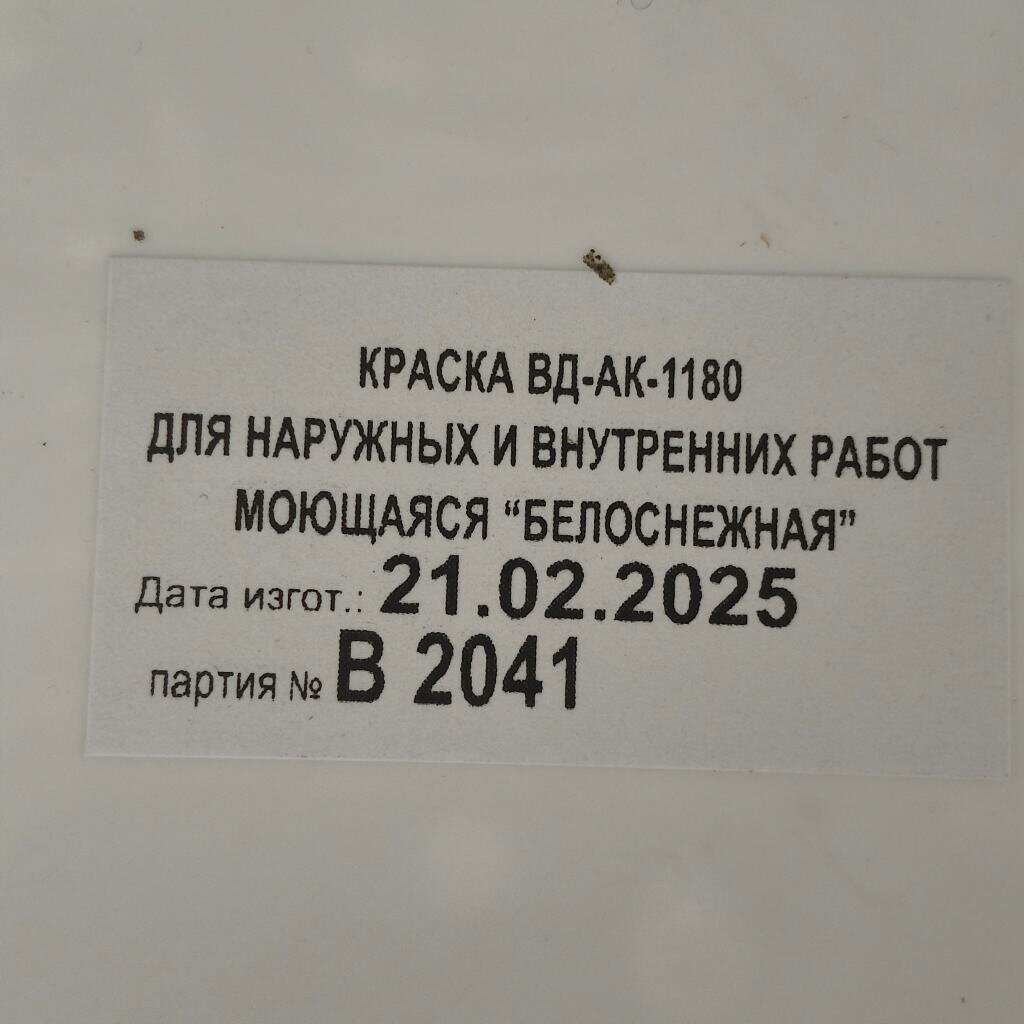 КРАСКА ВД-АК-1180
ДЛЯ НАРУЖНЫХ И ВНУТРЕННИХ РАБОТ
МОЮЩАЯСЯ “БЕЛОСНЕЖНАЯ”
Дата изгот.: 21.02.2025
партия № В 2041